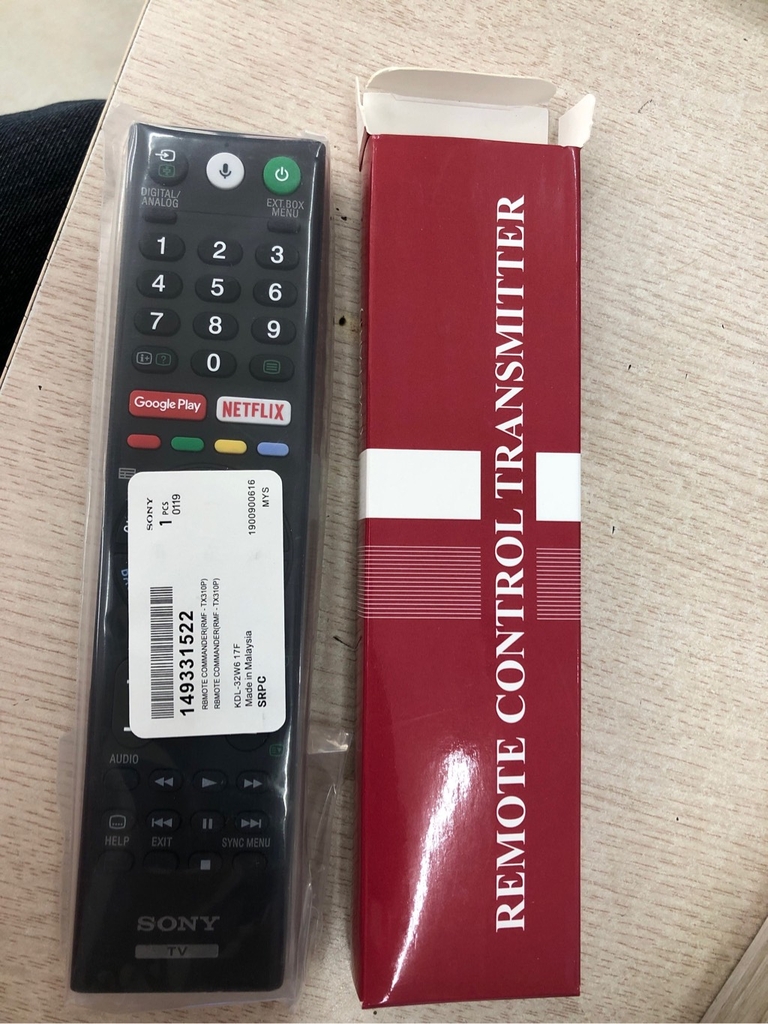 DIGITAL/
ANALOG
EXT.BOX
MENU
1 2 3
4 5 6
7 8 9
0
Google Play
NETFLIX
SONY
1 PCS
0119
1900900616
MYS
149331522
RBMOTE COMMANDER(RMF - TX310P)
RBMOTE COMMANDER(RMF - TX310P)
KDL-32W6 17F
Made in Malaysia
SRPC
AUDIO
HELP
EXIT
SYNC MENU
SONY
TV
REMOTE CONTROL TRANSMITTER